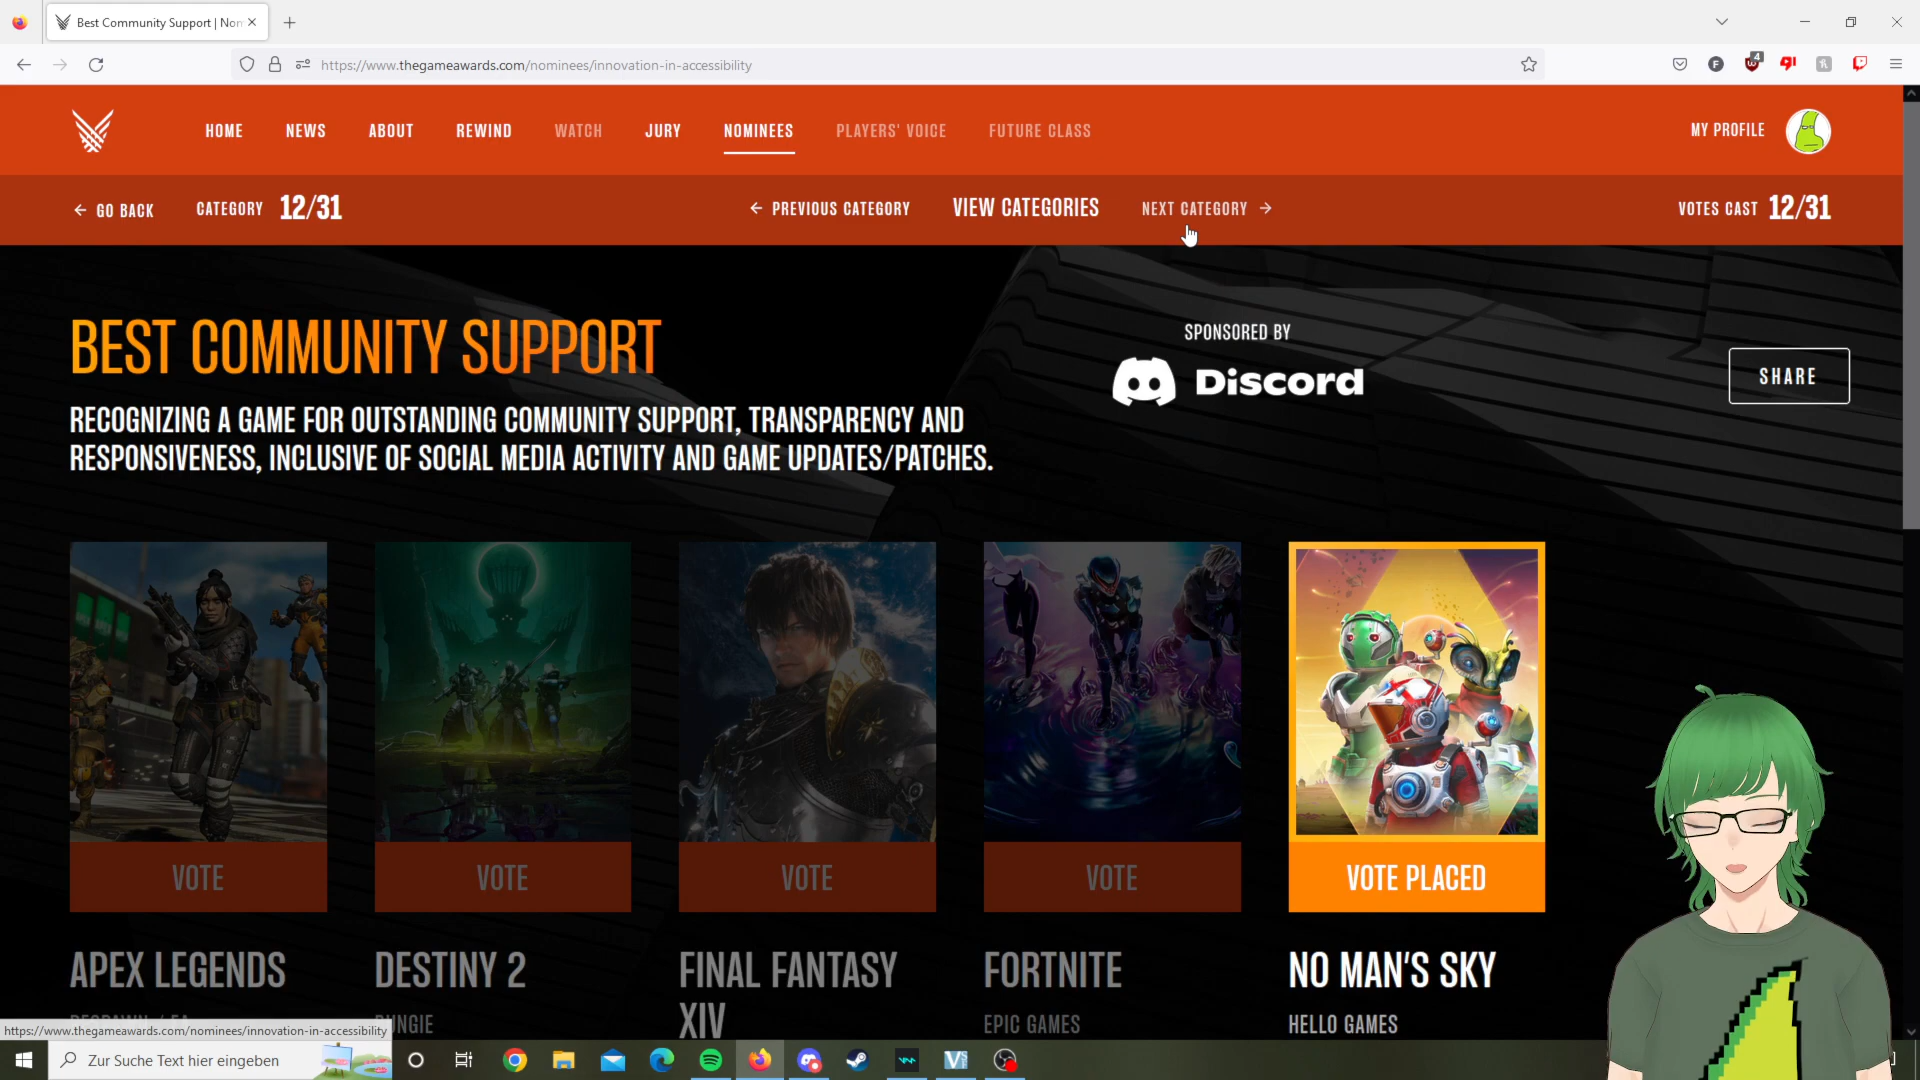 Best Community Support | Nom
https://www.thegameawards.com/nominees/innovation-in-accessibility
4
HOME NEWS ABOUT REWIND WATCH JURY NOMINEES PLAYERS' VOICE FUTURE CLASS MY PROFILE
← GO BACK CATEGORY 12/31 ← PREVIOUS CATEGORY VIEW CATEGORIES NEXT CATEGORY → VOTES CAST 12/31
BEST COMMUNITY SUPPORT
SPONSORED BY
Discord
SHARE
RECOGNIZING A GAME FOR OUTSTANDING COMMUNITY SUPPORT, TRANSPARENCY AND
RESPONSIVENESS, INCLUSIVE OF SOCIAL MEDIA ACTIVITY AND GAME UPDATES/PATCHES.
VOTE VOTE VOTE VOTE VOTE PLACED
APEX LEGENDS DESTINY 2 FINAL FANTASY FORTNITE NO MAN'S SKY
XIV
EPIC GAMES HELLO GAMES
https://www.thegameawards.com/nominees/innovation-in-accessibility
Zur Suche Text hier eingeben